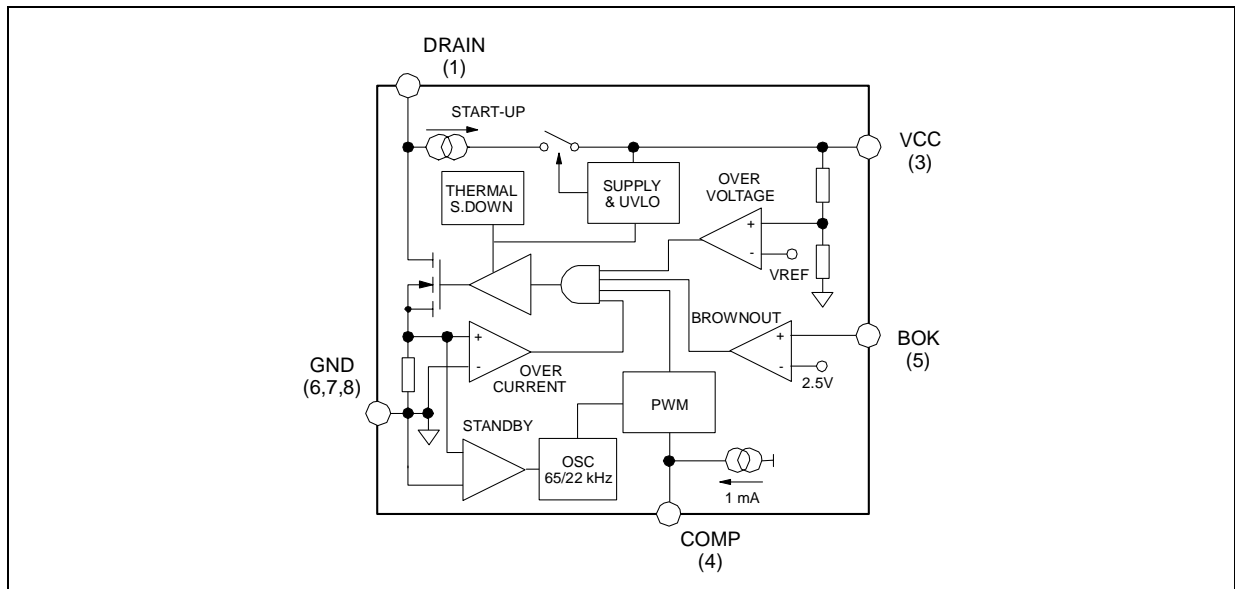 DRAIN
(1)
START-UP
VCC
(3)
THERMAL
S.DOWN
SUPPLY
& UVLO
OVER
VOLTAGE
+
-
VREF
BROWNOUT
+
-
2.5V
BOK
(5)
GND
(6,7,8)
+
-
OVER
CURRENT
PWM
STANDBY
OSC
65/22 kHz
1 mA
COMP
(4)